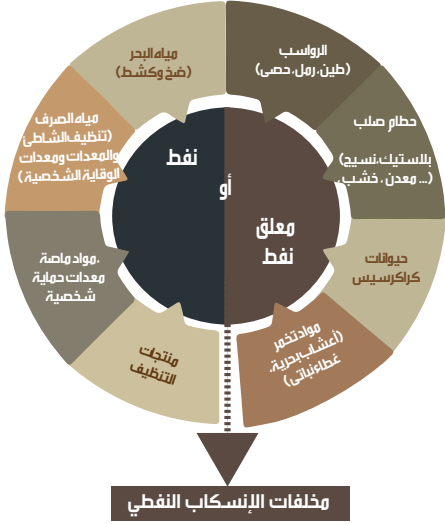 الرواسب
(طين، رمل، حصى)
حطام صلب
بلاستيك، نسيج)
(... معدن ، خشب ،
حيوانات
كراكرسيس
مواد تخمر
(أعشاب بحرية،
غطاء نباتي)
منتجات
التنظيف
،مواد ماصة
معدات حماية
شخصية
مياه الصرف
(تنظيف الشاطئ
والمعدات ومعدات
الوقاية الشخصية)
مياه البحر
(ضخ وكشط)
نفط
أو
معلق
نفط
مخلفات الإنسكاب النفطي